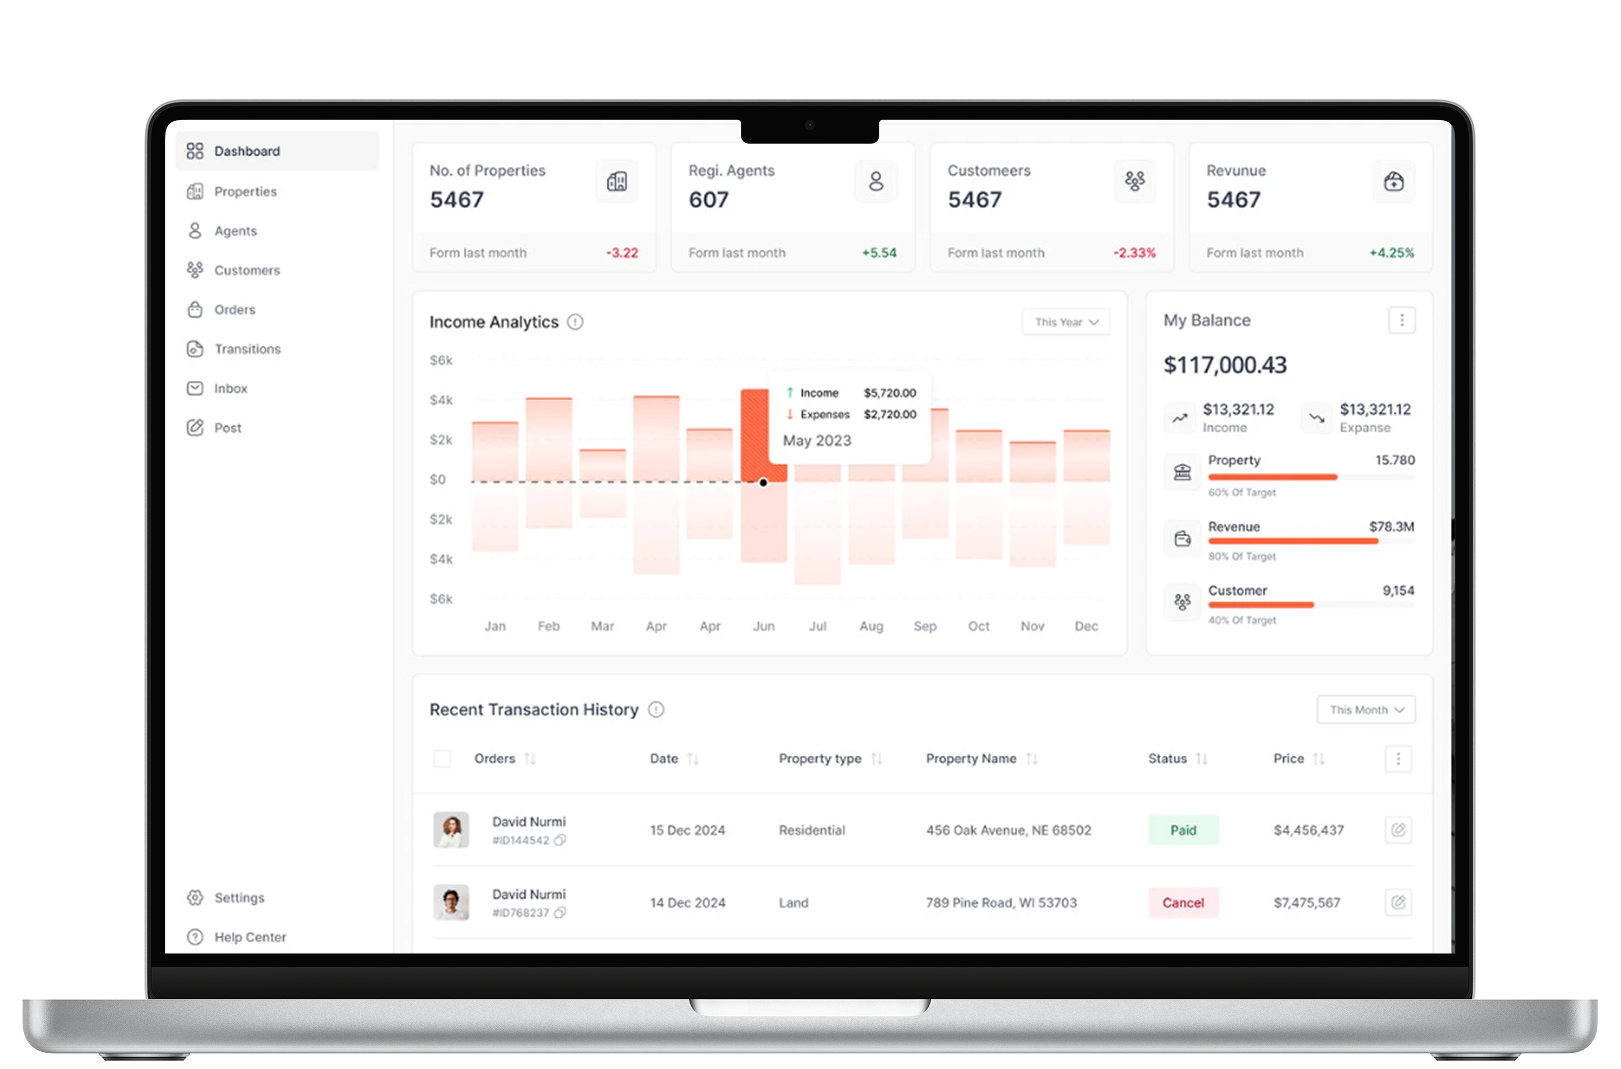 Dashboard
Properties
Agents
Customers
Orders
Transitions
Inbox
Post
Settings
Help Center
No. of Properties
5467
Form last month -3.22
Regi. Agents
607
Form last month +5.54
Customeers
5467
Form last month -2.33%
Revunue
5467
Form last month +4.25%
Income Analytics
This Year
$6k
$4k
$2k
$0
$2k
$4k
$6k
Income $5,720.00
Expenses $2,720.00
May 2023
Jan Feb Mar Apr Apr Jun Jul Aug Sep Oct Nov Dec
My Balance
$117,000.43
$13,321.12
Income
$13,321.12
Expanse
Property 15.780
60% Of Target
Revenue $78.3M
80% Of Target
Customer 9,154
40% Of Target
Recent Transaction History
This Month
Orders Date Property type Property Name Status Price
David Nurmi
#ID144542
15 Dec 2024 Residential 456 Oak Avenue, NE 68502 Paid $4,456,437
David Nurmi
#ID768237
14 Dec 2024 Land 789 Pine Road, WI 53703 Cancel $7,475,567